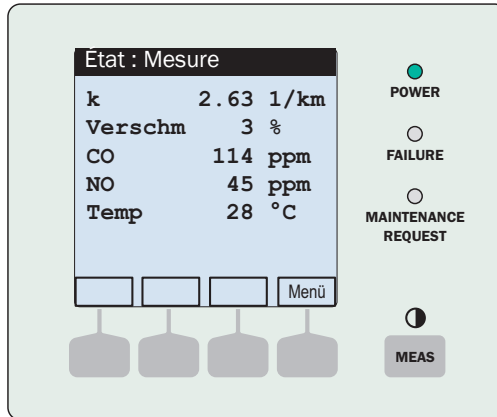 État : Mesure
k 2.63 1/km
Verschm 3 %
CO 114 ppm
NO 45 ppm
Temp 28 °C
Menü
POWER
FAILURE
MAINTENANCE
REQUEST
MEAS